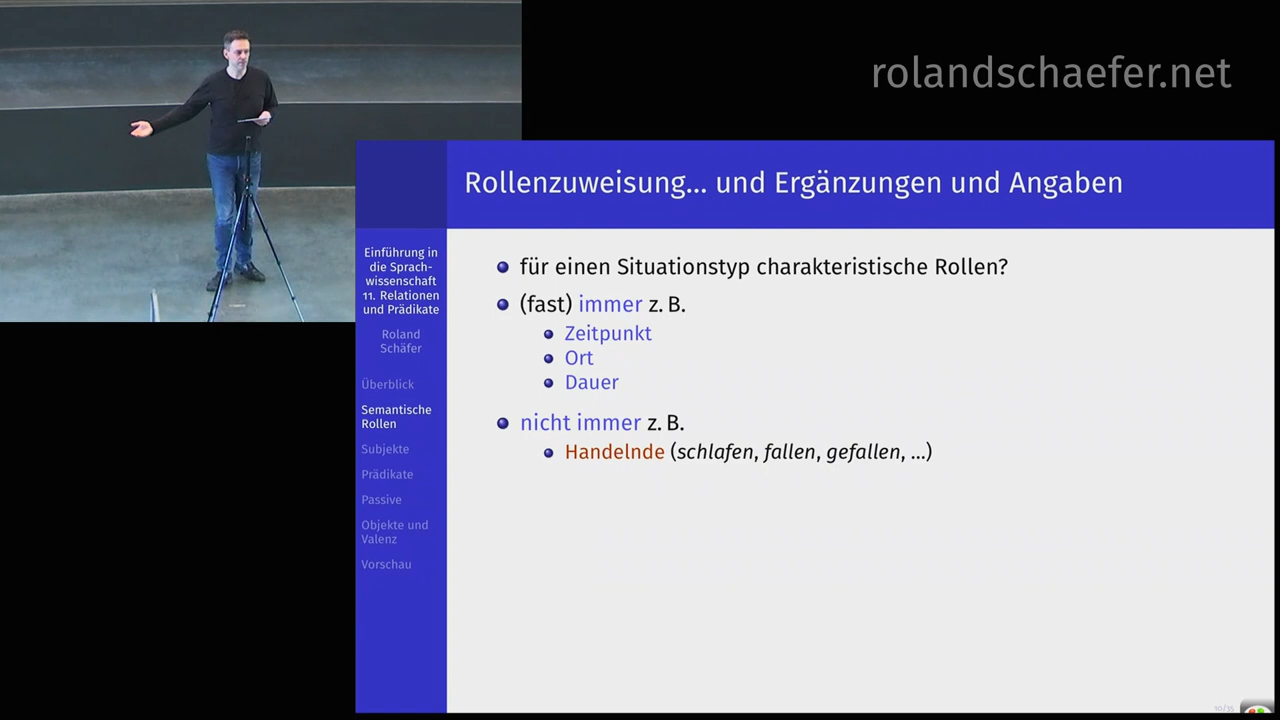 rolandschaefer.net
Rollenzuweisung... und Ergänzungen und Angaben
Einführung in
die Sprach-
wissenschaft
11. Relationen
und Prädikate
Roland
Schäfer
Überblick
Semantische
Rollen
Subjekte
Prädikate
Passive
Objekte und
Valenz
Vorschau
für einen Situationstyp charakteristische Rollen?
(fast) immer z. B.
Zeitpunkt
Ort
Dauer
nicht immer z. B.
Handelnde (schlafen, fallen, gefallen, ...)
10/35